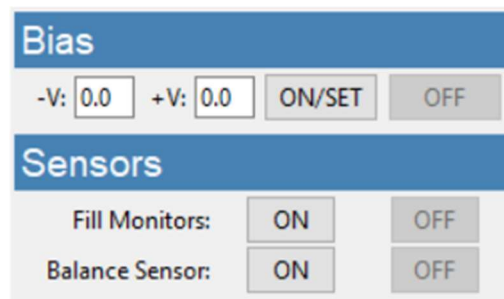 Bias
-V: 0.0 +V: 0.0 ON/SET OFF
Sensors
Fill Monitors: ON OFF
Balance Sensor: ON OFF